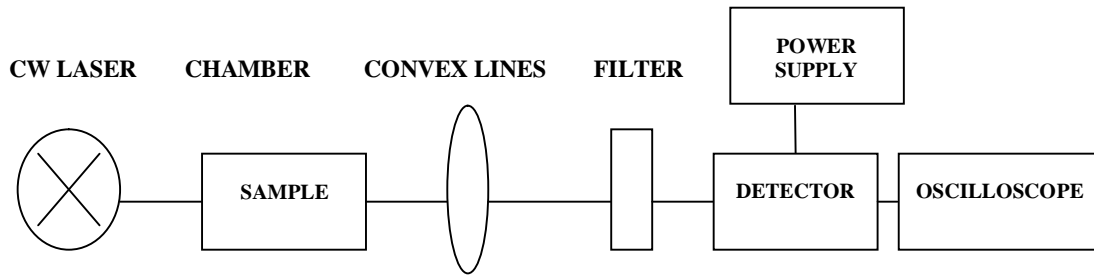 POWER
SUPPLY
CW LASER CHAMBER CONVEX LINES FILTER
SAMPLE DETECTOR OSCILLOSCOPE